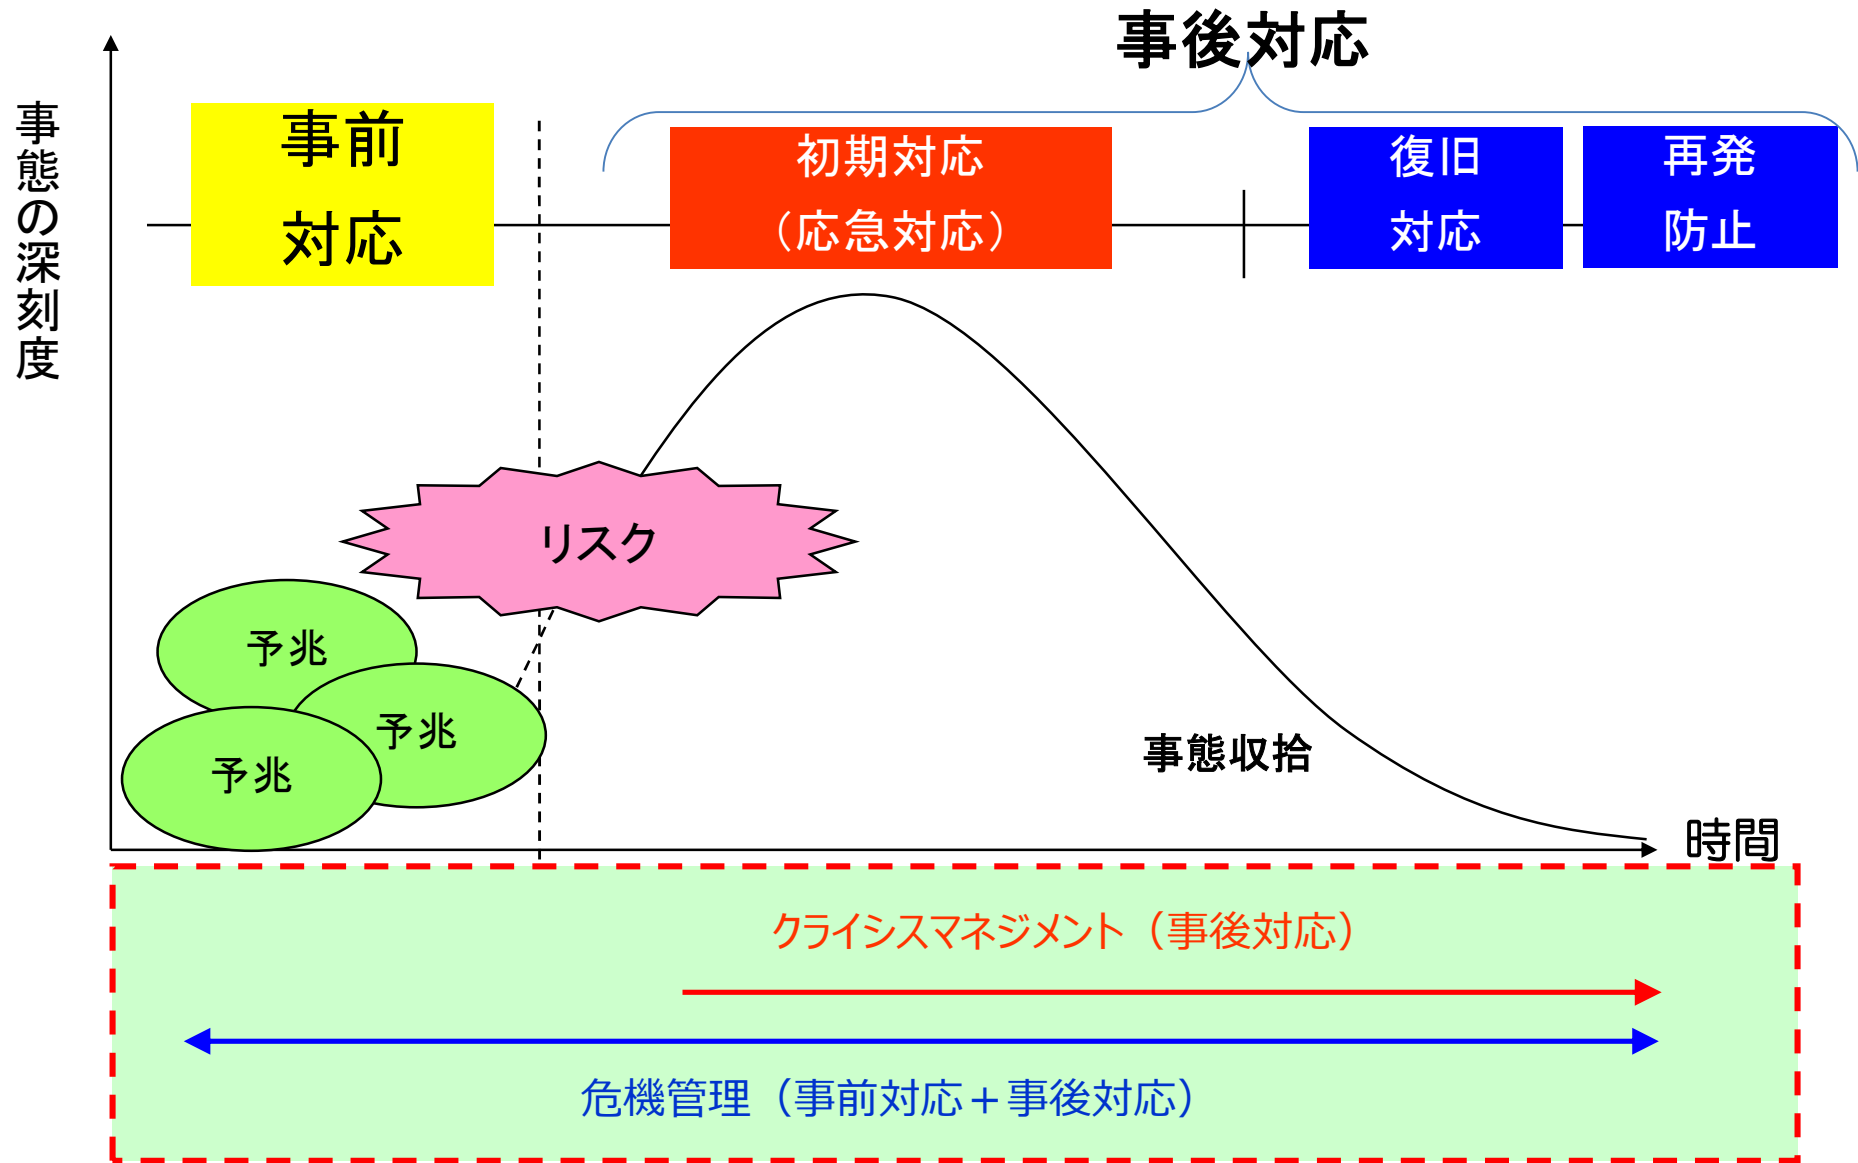 事後対応
事態の深刻度
事前
対応
初期対応
（応急対応）
復旧
対応
再発
防止
リスク
予兆
予兆
予兆
事態収拾
時間
クライシスマネジメント（事後対応）
危機管理（事前対応＋事後対応）